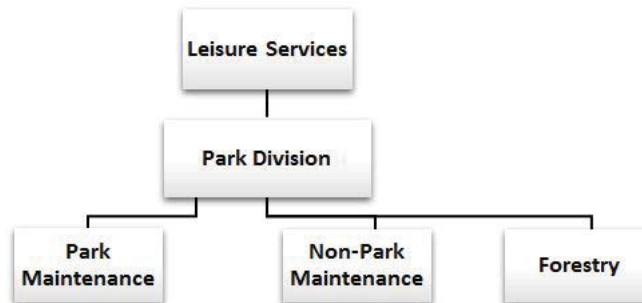 Leisure Services
Park Division
Park
Maintenance
Non-Park
Maintenance
Forestry